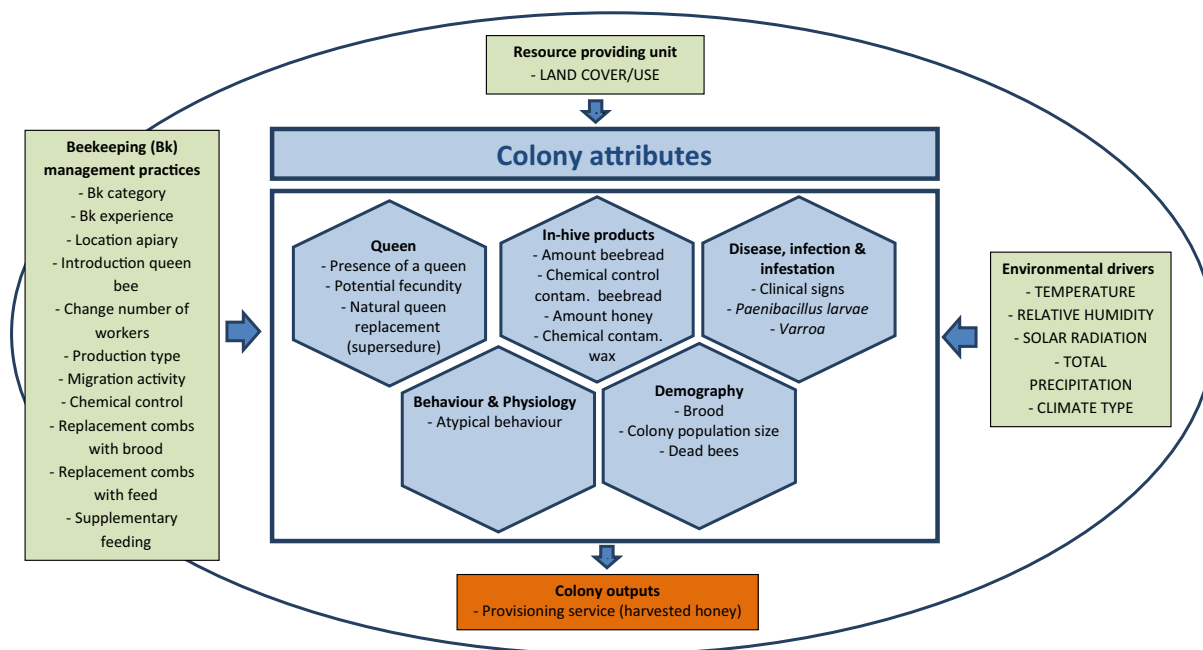 Resource providing unit
- LAND COVER/USE
Beekeeping (Bk)
management practices
- Bk category
- Bk experience
- Location apiary
- Introduction queen
bee
- Change number of
workers
- Production type
- Migration activity
- Chemical control
- Replacement combs
with brood
- Replacement combs
with feed
- Supplementary
feeding
Colony attributes
Queen
- Presence of a queen
- Potential fecundity
- Natural queen
replacement
(supersedure)
In-hive products
- Amount beebread
- Chemical control
contam. beebread
- Amount honey
- Chemical contam.
wax
Disease, infection &
infestation
- Clinical signs
- Paenibacillus larvae
- Varroa
Behaviour & Physiology
- Atypical behaviour
Demography
- Brood
- Colony population size
- Dead bees
Environmental drivers
- TEMPERATURE
- RELATIVE HUMIDITY
- SOLAR RADIATION
- TOTAL
PRECIPITATION
- CLIMATE TYPE
Colony outputs
- Provisioning service (harvested honey)